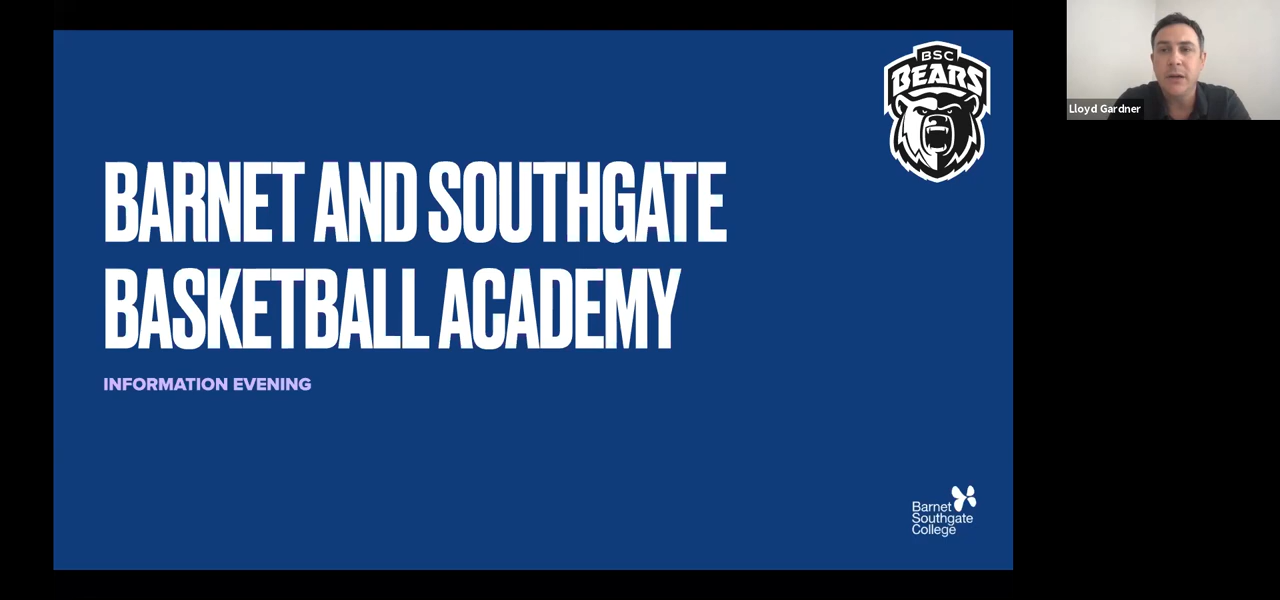 BSC
BEARS
Lloyd Gardner
BARNET AND SOUTHGATE
BASKETBALL ACADEMY
INFORMATION EVENING
Barnet
Southgate
College